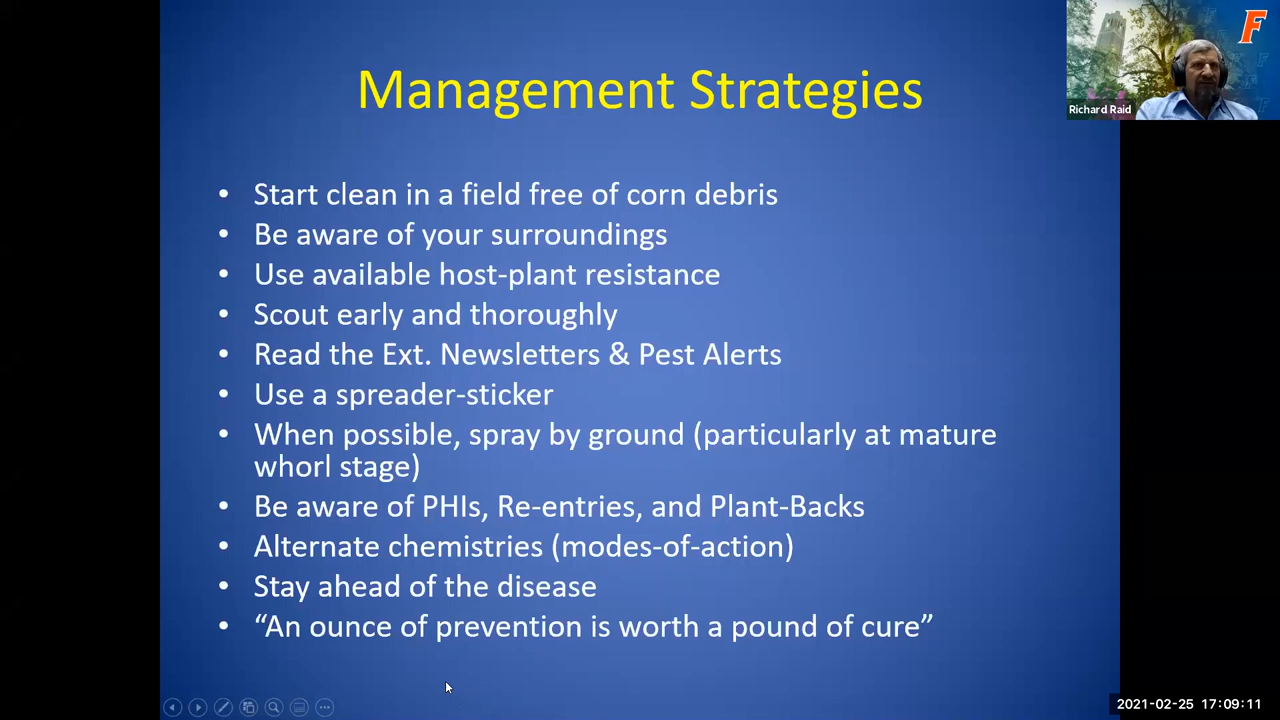 Management Strategies
F
Richard Raid
• Start clean in a field free of corn debris
• Be aware of your surroundings
• Use available host-plant resistance
• Scout early and thoroughly
• Read the Ext. Newsletters & Pest Alerts
• Use a spreader-sticker
• When possible, spray by ground (particularly at mature
whorl stage)
• Be aware of PHIs, Re-entries, and Plant-Backs
• Alternate chemistries (modes-of-action)
• Stay ahead of the disease
• “An ounce of prevention is worth a pound of cure”
2021-02-25 17:09:11